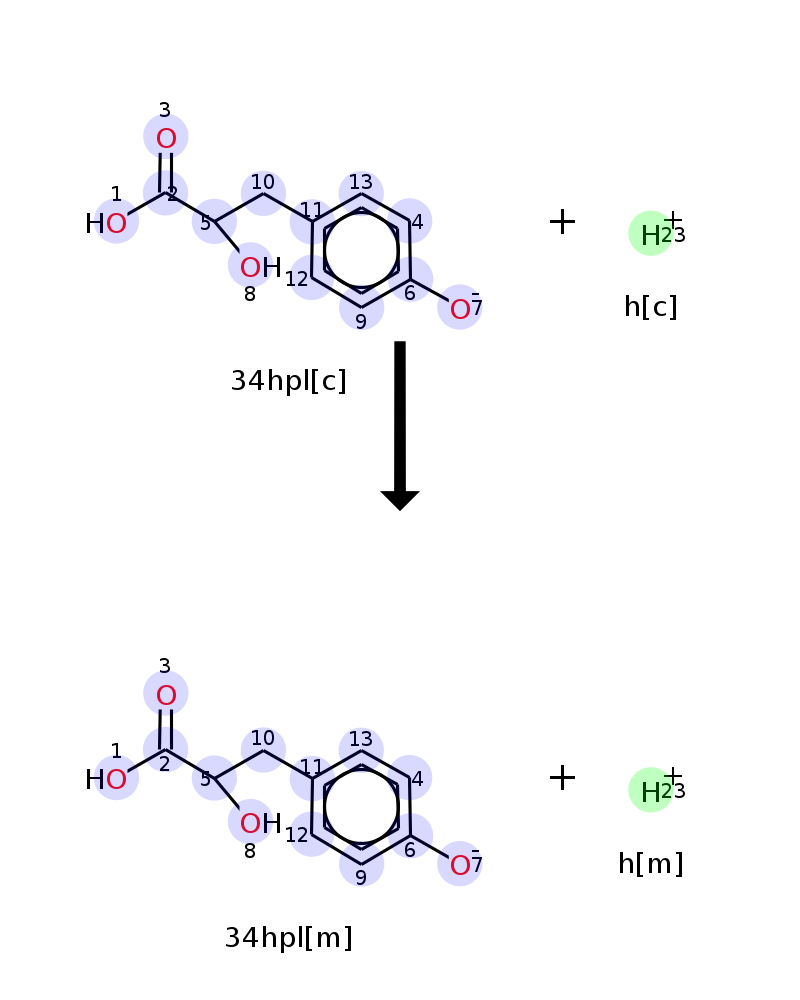 3
1 2 10 13
HO O 5 11 4 + H+ 23
OH 12 6 O- 7
8 9
h[c]
34hpl[c]
3
O
1 2 10 13
HO 5 11 4 + H+ 23
OH 12 6 O- 7
8 9
h[m]
34hpl[m]